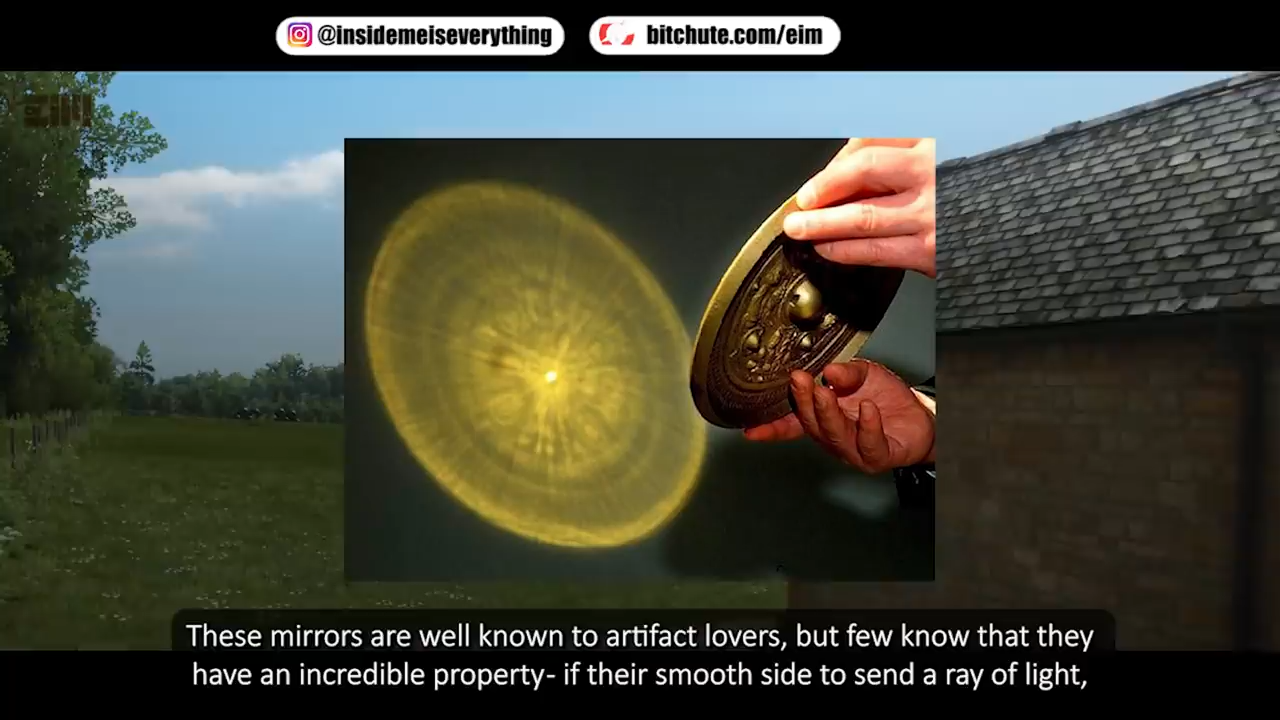 @insidemeiseverything
bitchute.com/eim
EIM
These mirrors are well known to artifact lovers, but few know that they
have an incredible property- if their smooth side to send a ray of light,